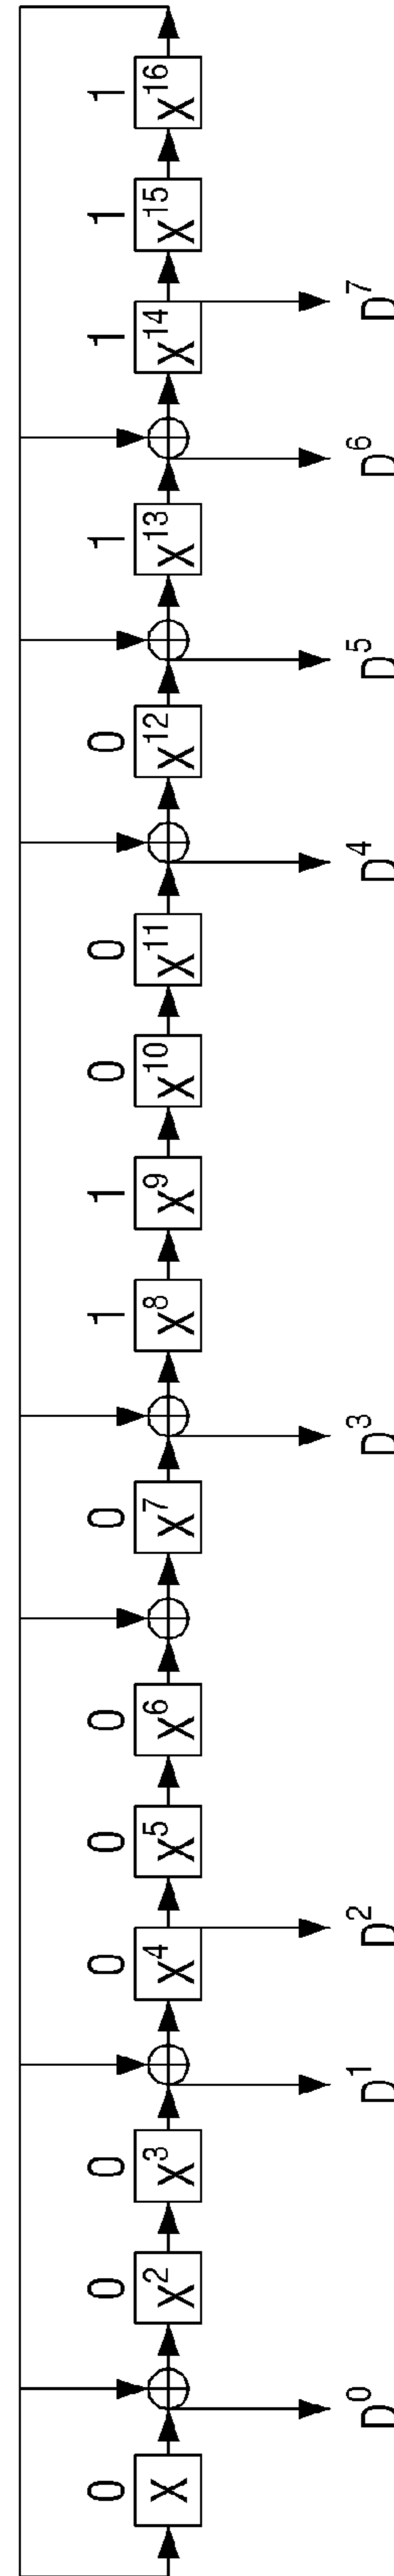 0 0 0 0 0 0 0 1 1 0 0 0 1 1 1 1
X X² X³ X⁴ X⁵ X⁶ X⁷ X⁸ X⁹ X¹⁰ X¹¹ X¹² X¹³ X¹⁴ X¹⁵ X¹⁶
D⁰ D¹ D² D³ D⁴ D⁵ D⁶ D⁷